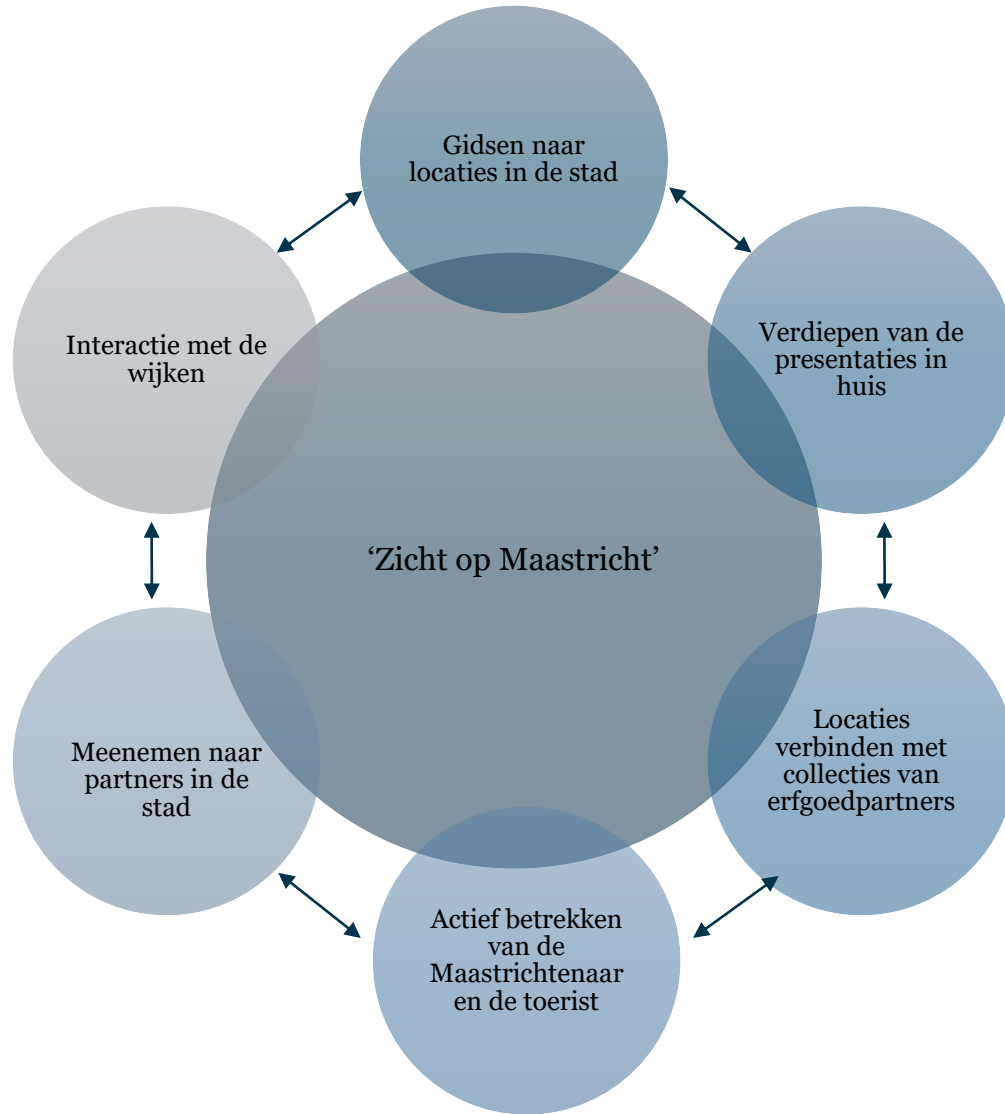 Gidsen naar
locaties in de stad
Interactie met de
wijken
Verdiepen van de
presentaties in
huis
‘Zicht op Maastricht’
Meenemen naar
partners in de
stad
Locaties
verbinden met
collecties van
erfgoedpartners
Actief betrekken
van de
Maastrichtenaar
en de toerist